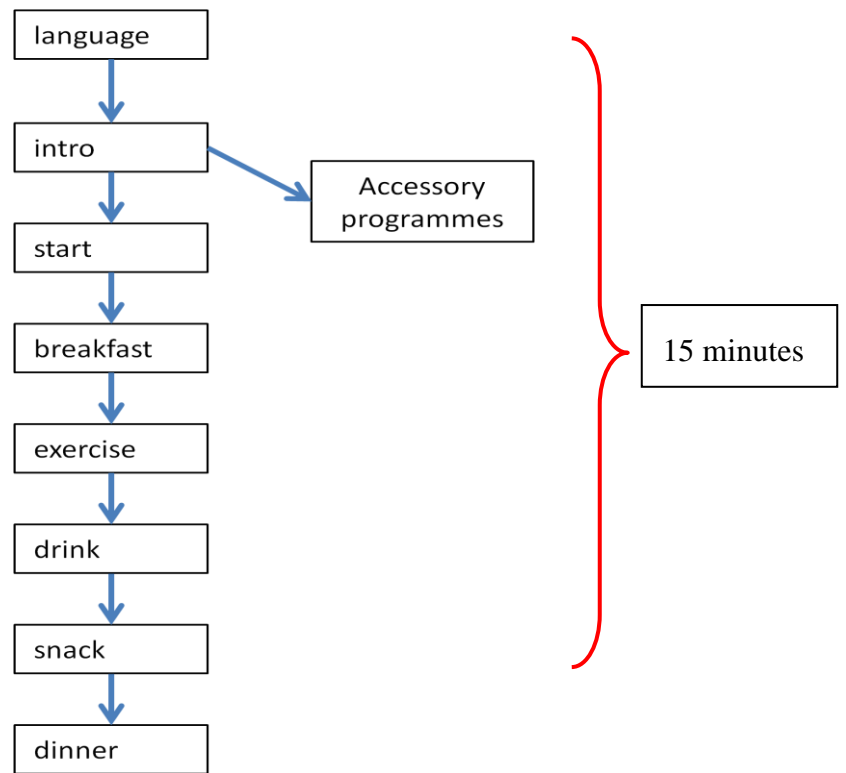 language
intro
Accessory
programmes
start
breakfast
15 minutes
exercise
drink
snack
dinner